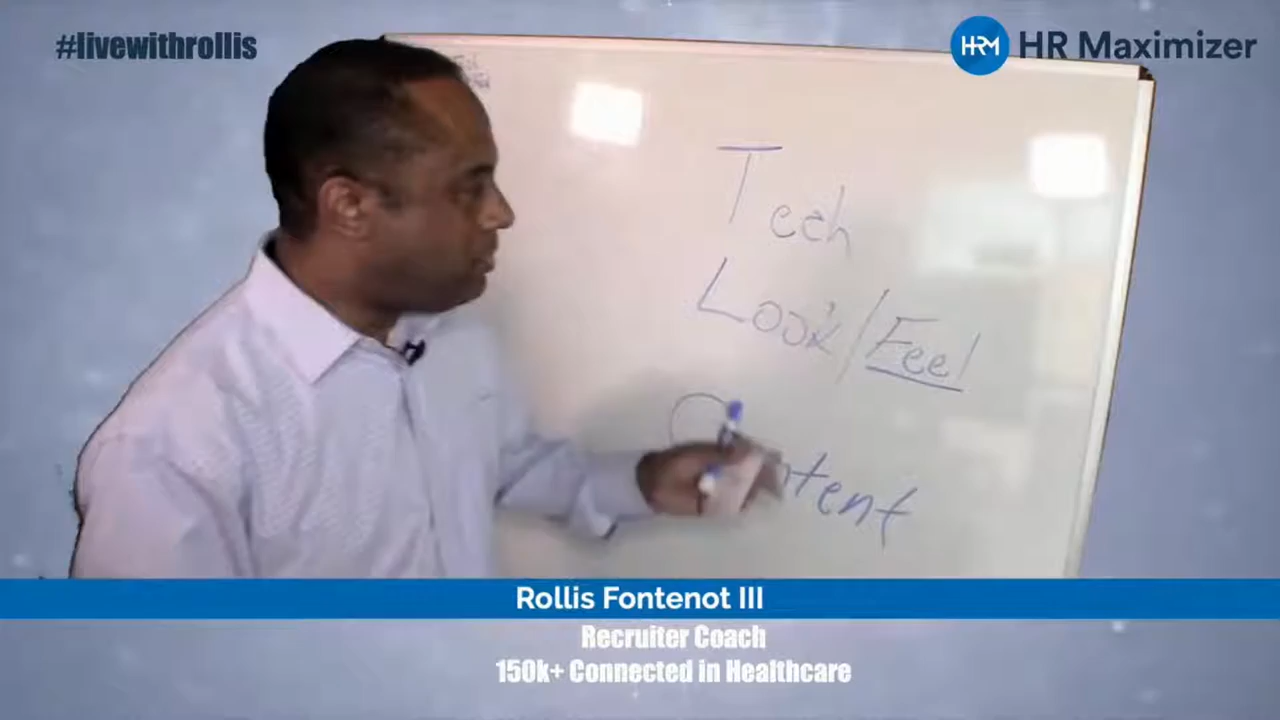 #livewithrollis
HRM HR Maximizer
Tech
Look/Feel
tent
Rollis Fontenot III
Recruiter Coach
150k+ Connected in Healthcare